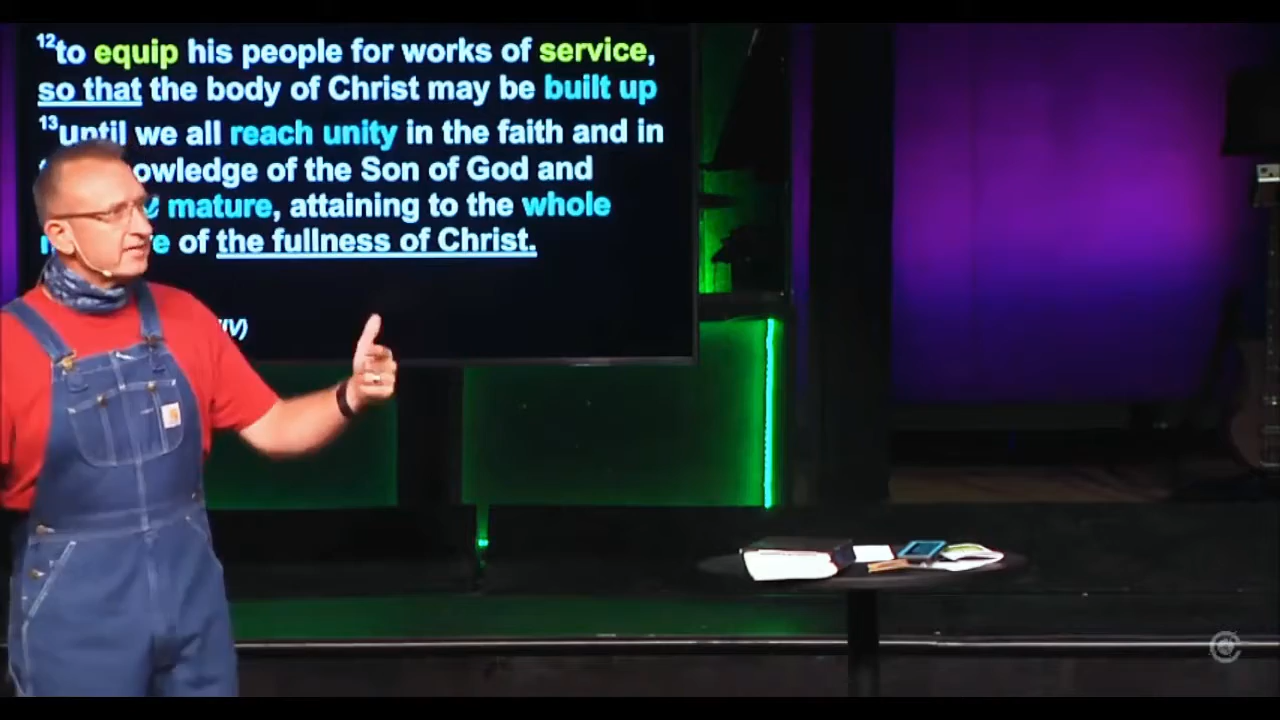 12to equip his people for works of service,
so that the body of Christ may be built up
13until we all reach unity in the faith and in
of the Son of God and
mature, attaining to the whole
of the fullness of Christ.